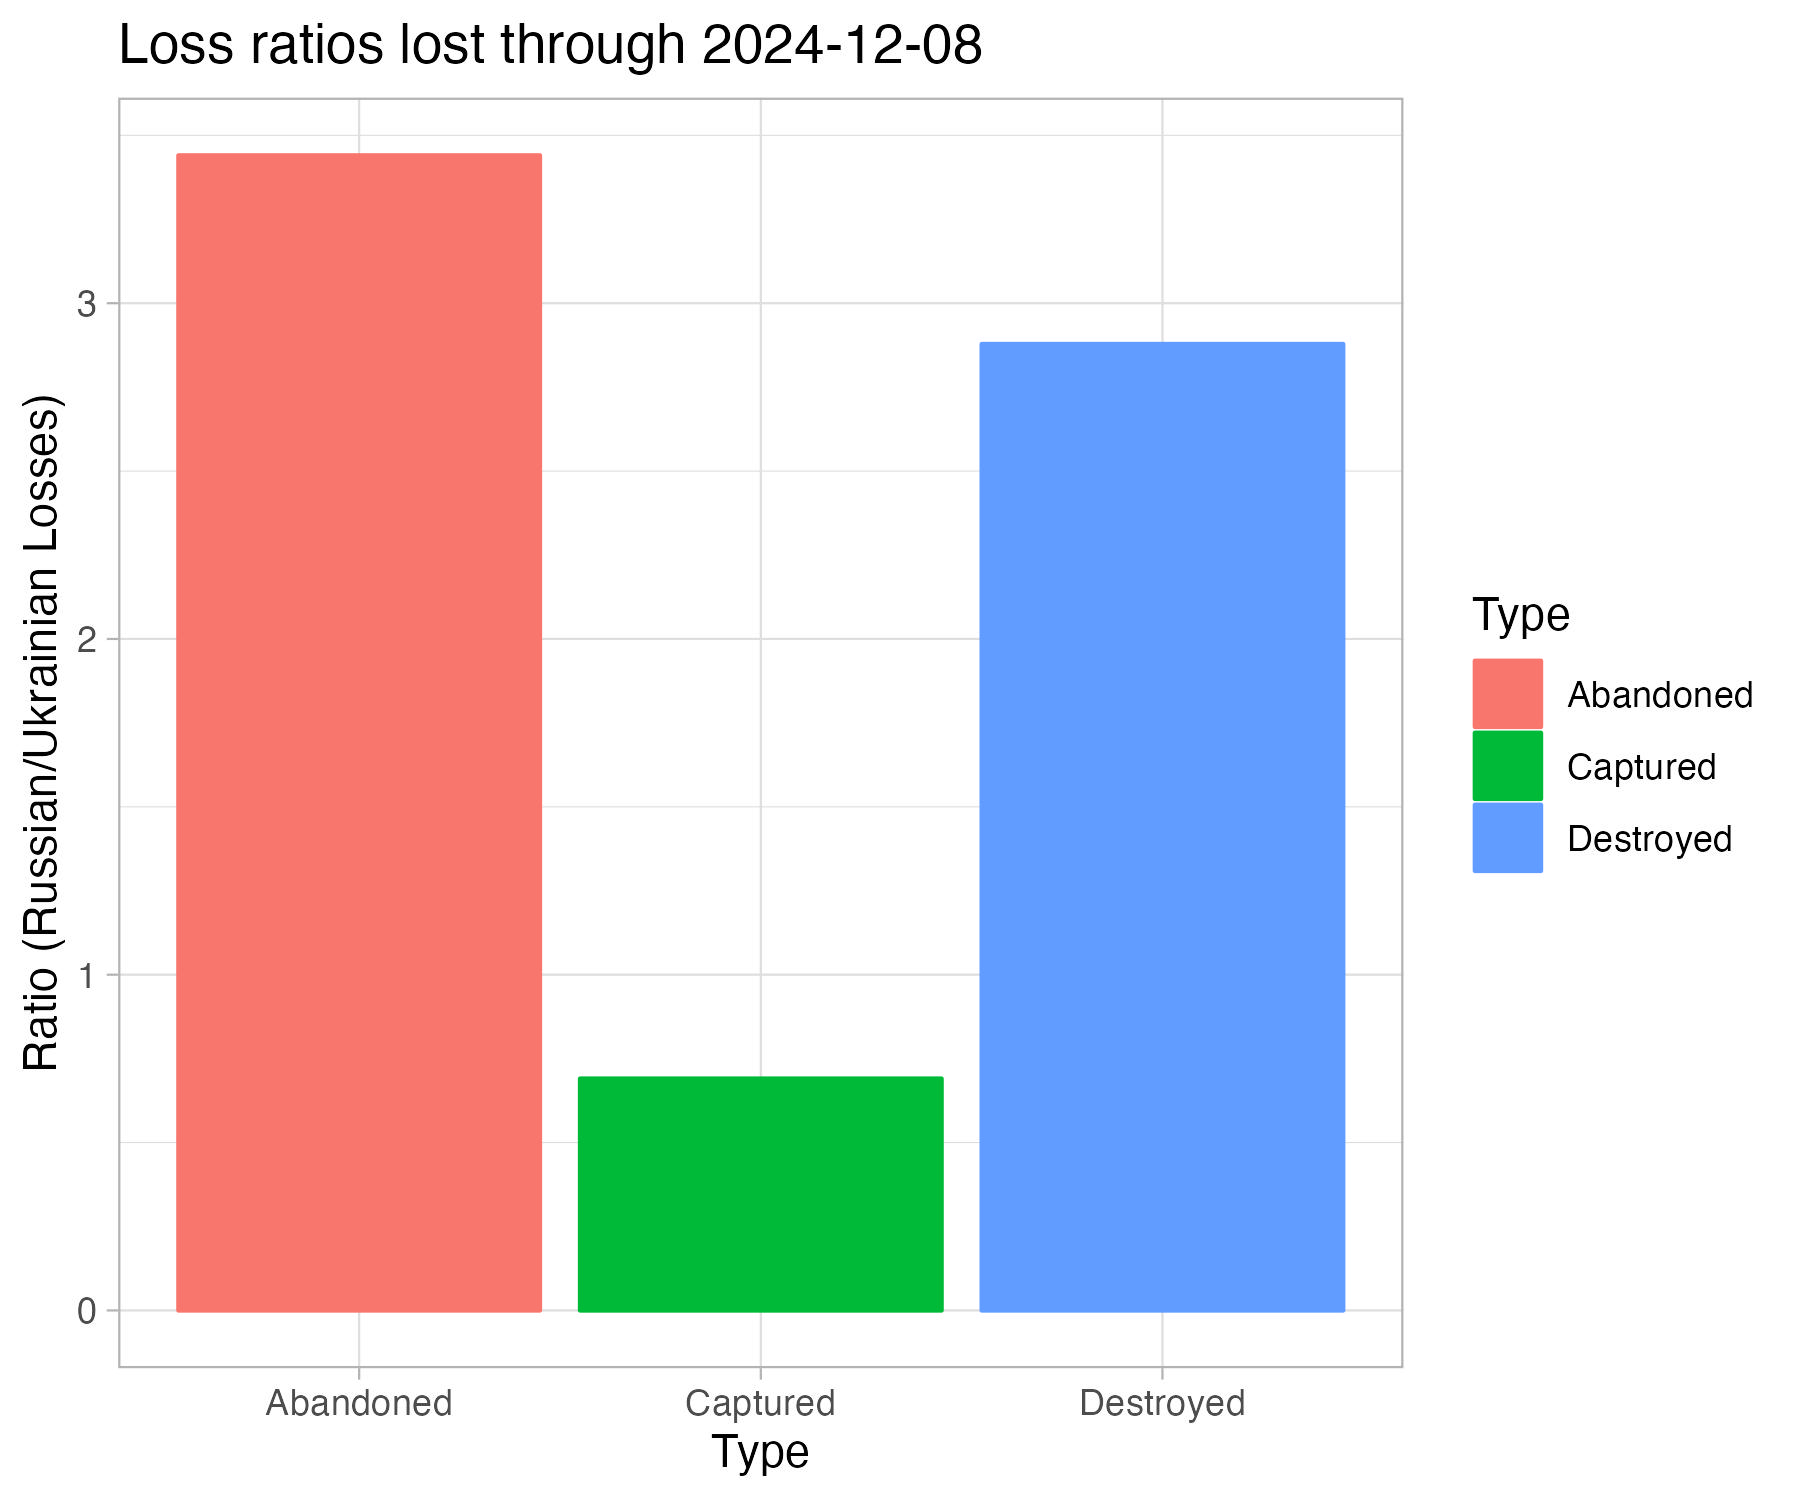 Loss ratios lost through 2024-12-08
Ratio (Russian/Ukrainian Losses)
3
2
1
0
Abandoned
Captured
Destroyed
Type
Type
Abandoned
Captured
Destroyed